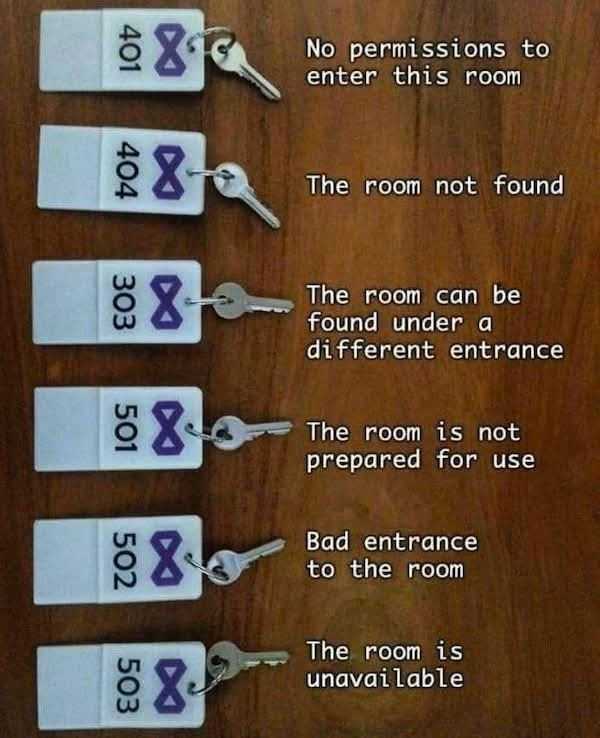 401
No permissions to
enter this room
404
The room not found
303
The room can be
found under a
different entrance
501
The room is not
prepared for use
502
Bad entrance
to the room
503
The room is
unavailable